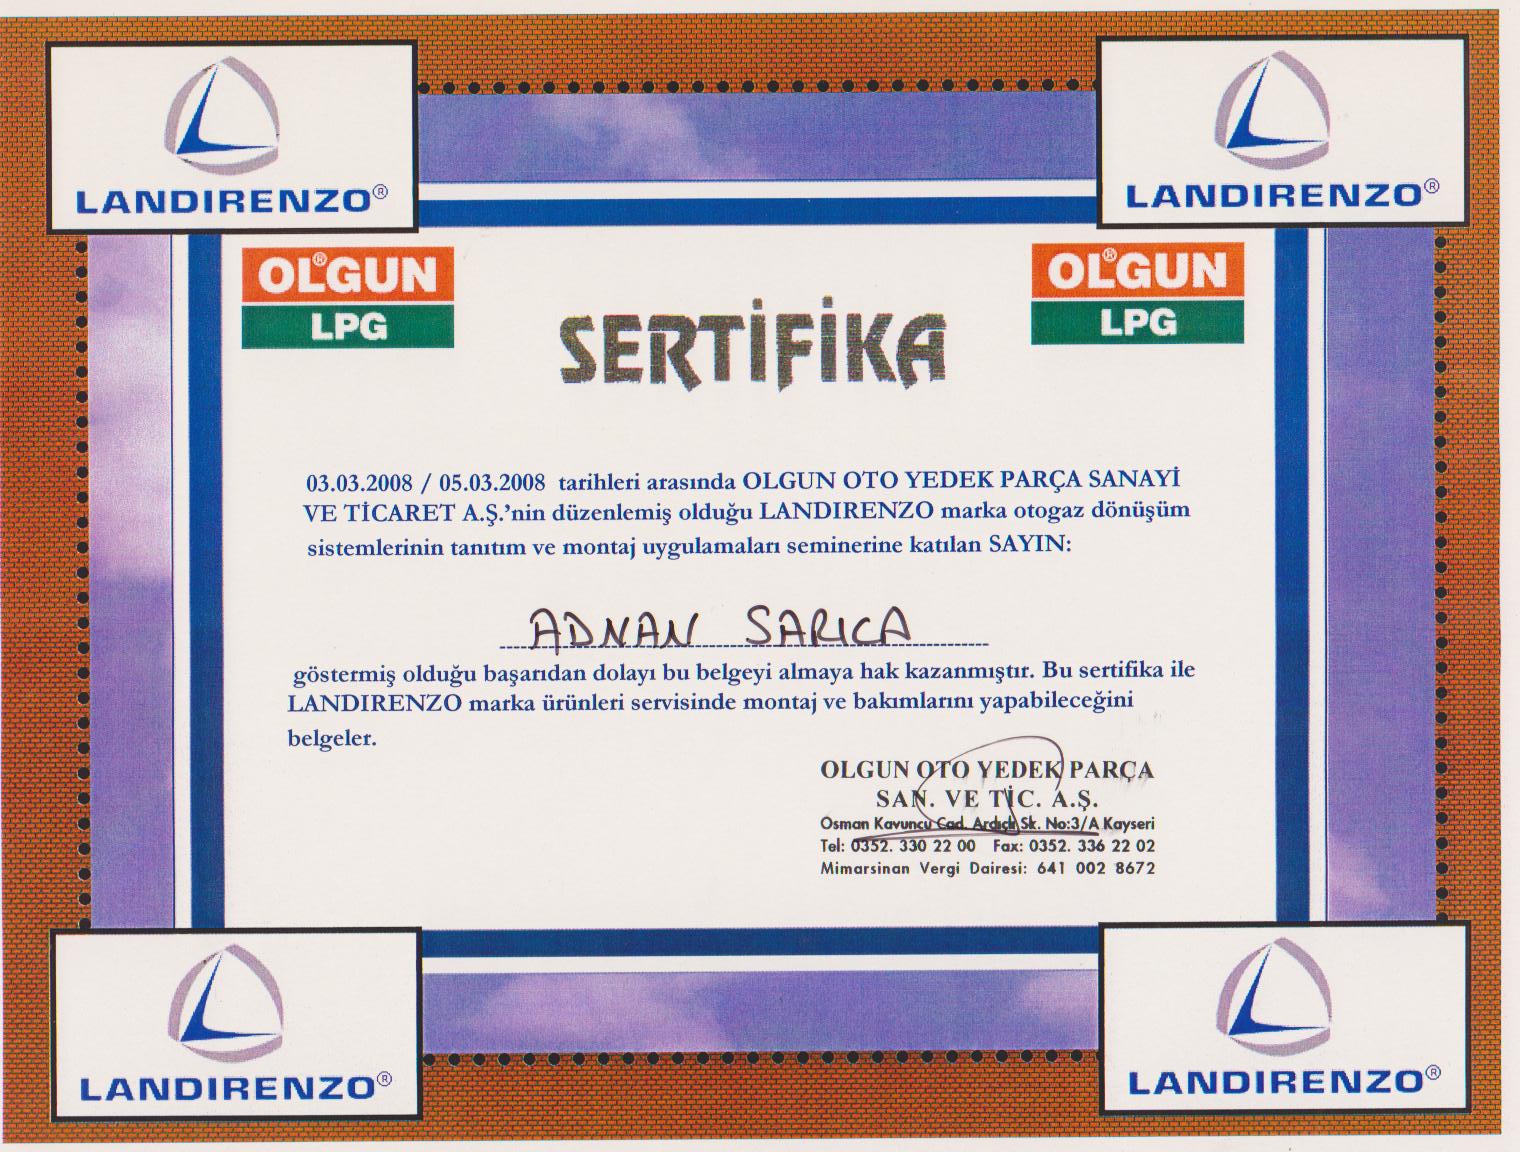 LANDIRENZO®
LANDIRENZO®
OL®GUN
LPG
OL®GUN
LPG
SERTİFİKA
03.03.2008 / 05.03.2008 tarihleri arasında OLGUN OTO YEDEK PARÇA SANAYİ
VE TİCARET A.Ş.'nin düzenlemiş olduğu LANDIRENZO marka otogaz dönüşüm
sistemlerinin tanıtım ve montaj uygulamaları seminerine katılan SAYIN:
ADNAN SARICA
göstermiş olduğu başarıdan dolayı bu belgeyi almaya hak kazanmıştır. Bu sertifika ile
LANDIRENZO marka ürünleri servisinde montaj ve bakımlarını yapabileceğini
belgeler.
OLGUN OTO YEDEK PARÇA
SAN. VE TİC. A.Ş.
Osman Kavuncu Cad. Ardıçlı Sk. No:3/A Kayseri
Tel: 0352. 330 22 00 Fax: 0352. 336 22 02
Mimarsinan Vergi Dairesi: 641 002 8672
LANDIRENZO®
LANDIRENZO®